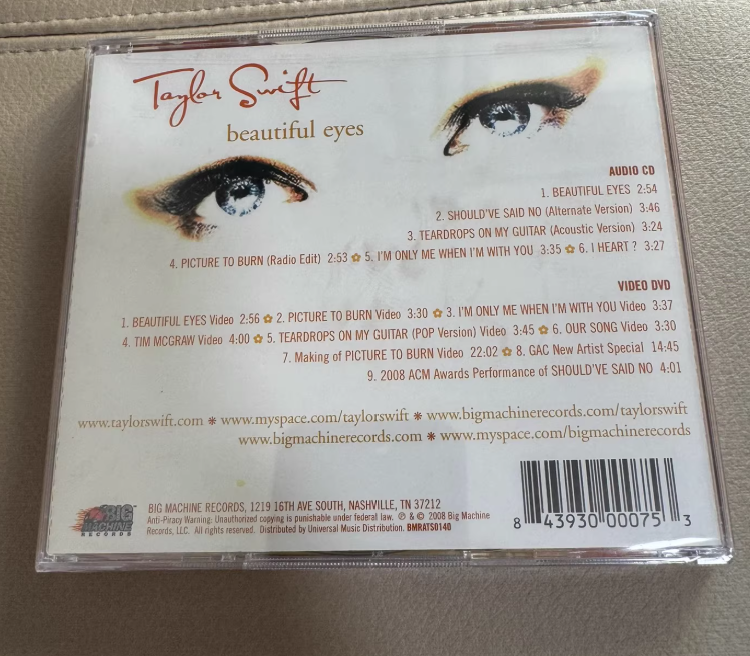 Taylor Swift
beautiful eyes
AUDIO CD
1. BEAUTIFUL EYES 2:54
2. SHOULD'VE SAID NO (Alternate Version) 3:46
3. TEARDROPS ON MY GUITAR (Acoustic Version) 3:24
4. PICTURE TO BURN (Radio Edit) 2:53 ✿ 5. I'M ONLY ME WHEN I'M WITH YOU 3:35 ✿ 6. I HEART ? 3:27
VIDEO DVD
1. BEAUTIFUL EYES Video 2:56 ✿ 2. PICTURE TO BURN Video 3:30 ✿ 3. I'M ONLY ME WHEN I'M WITH YOU Video 3:37
4. TIM MCGRAW Video 4:00 ✿ 5. TEARDROPS ON MY GUITAR (POP Version) Video 3:45 ✿ 6. OUR SONG Video 3:30
7. Making of PICTURE TO BURN Video 22:02 ✿ 8. GAC New Artist Special 14:45
9. 2008 ACM Awards Performance of SHOULD'VE SAID NO 4:01
www.taylorswift.com ❋ www.myspace.com/taylorswift ❋ www.bigmachinerecords.com/taylorswift
www.bigmachinerecords.com ❋ www.myspace.com/bigmachinerecords
BIG MACHINE RECORDS
BIG MACHINE RECORDS, 1219 16TH AVE SOUTH, NASHVILLE, TN 37212
Anti-Piracy Warning: Unauthorized copying is punishable under federal law. ℗ & © 2008 Big Machine
Records, LLC. All rights reserved. Distributed by Universal Music Distribution. BMRATS0140
8 43930 00075 3